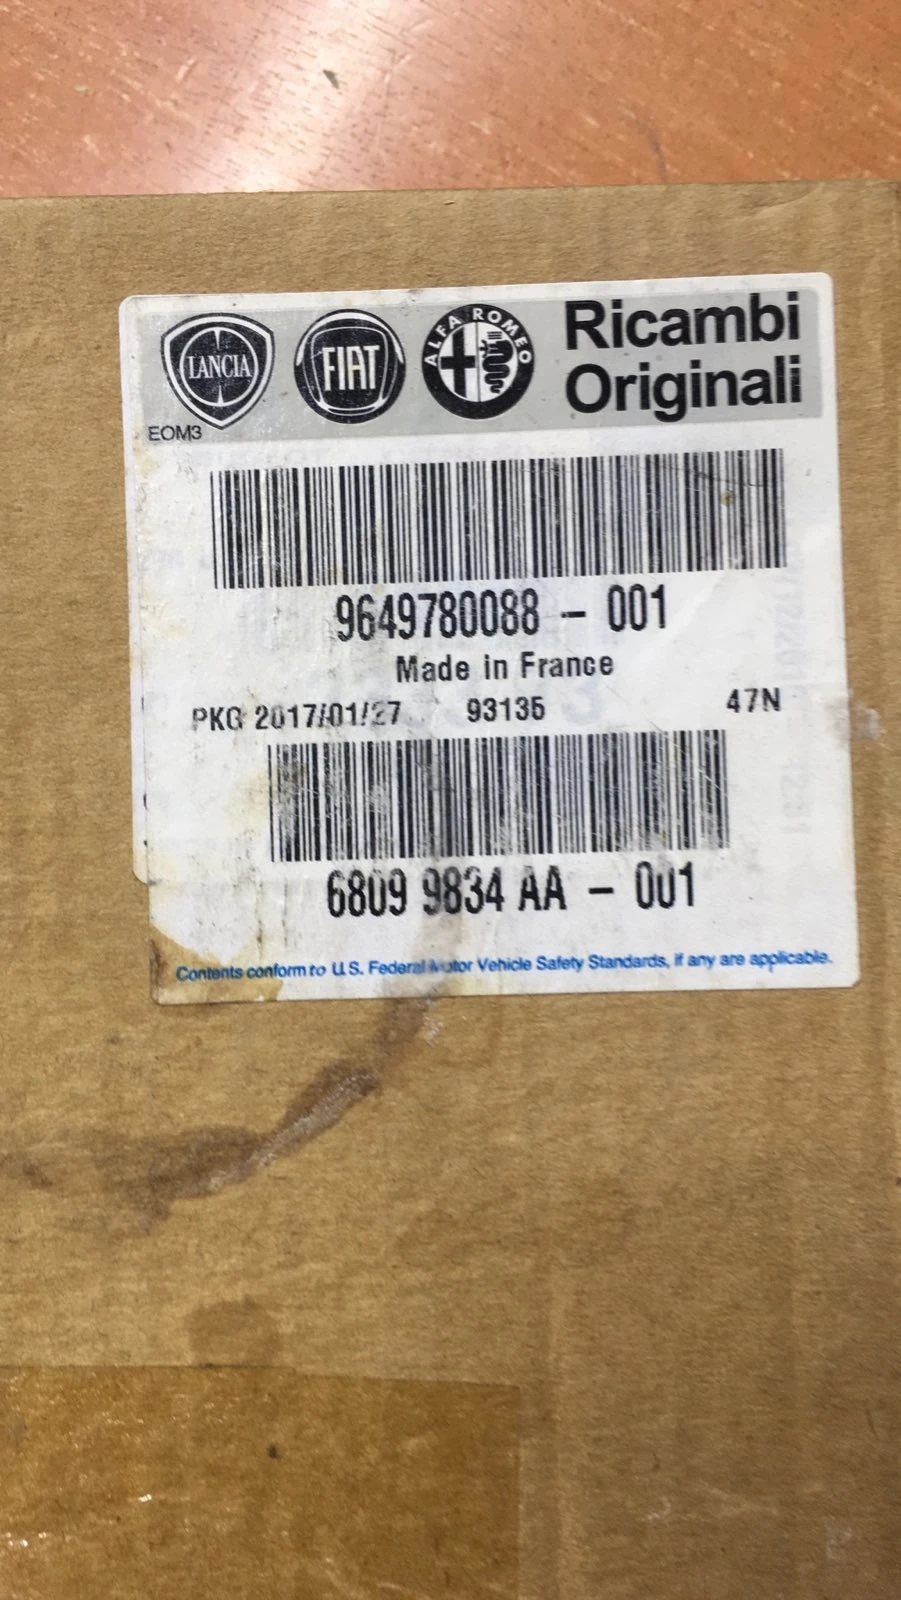 LANCIA FIAT ALFA ROMEO
Ricambi
Originali
EOM3
9649780088 - 001
Made in France
PKG 2017/01/27 93135 47N
6809 9834 AA - 001
Contents conform to U.S. Federal Motor Vehicle Safety Standards, if any are applicable.